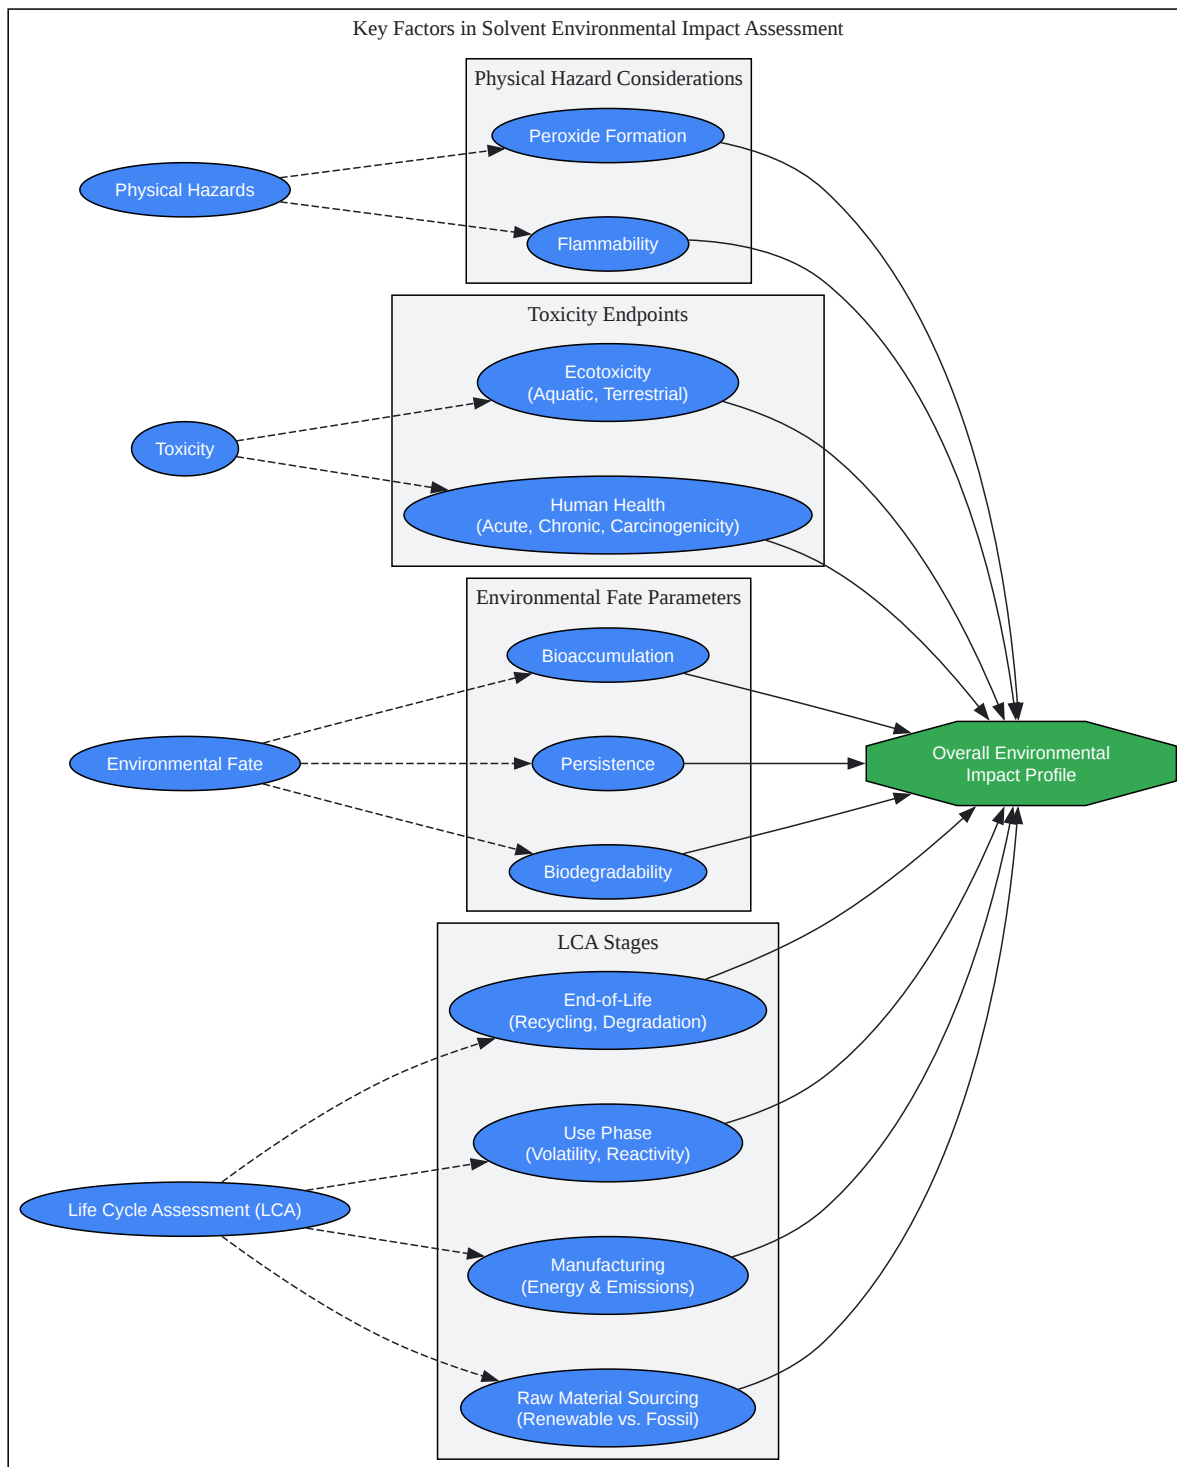 Key Factors in Solvent Environmental Impact Assessment
Physical Hazard Considerations
Peroxide Formation
Physical Hazards
Flammability
Toxicity Endpoints
Ecotoxicity
(Aquatic, Terrestrial)
Toxicity
Human Health
(Acute, Chronic, Carcinogenicity)
Environmental Fate Parameters
Bioaccumulation
Environmental Fate
Persistence
Overall Environmental
Impact Profile
Biodegradability
LCA Stages
End-of-Life
(Recycling, Degradation)
Use Phase
(Volatility, Reactivity)
Life Cycle Assessment (LCA)
Manufacturing
(Energy & Emissions)
Raw Material Sourcing
(Renewable vs. Fossil)